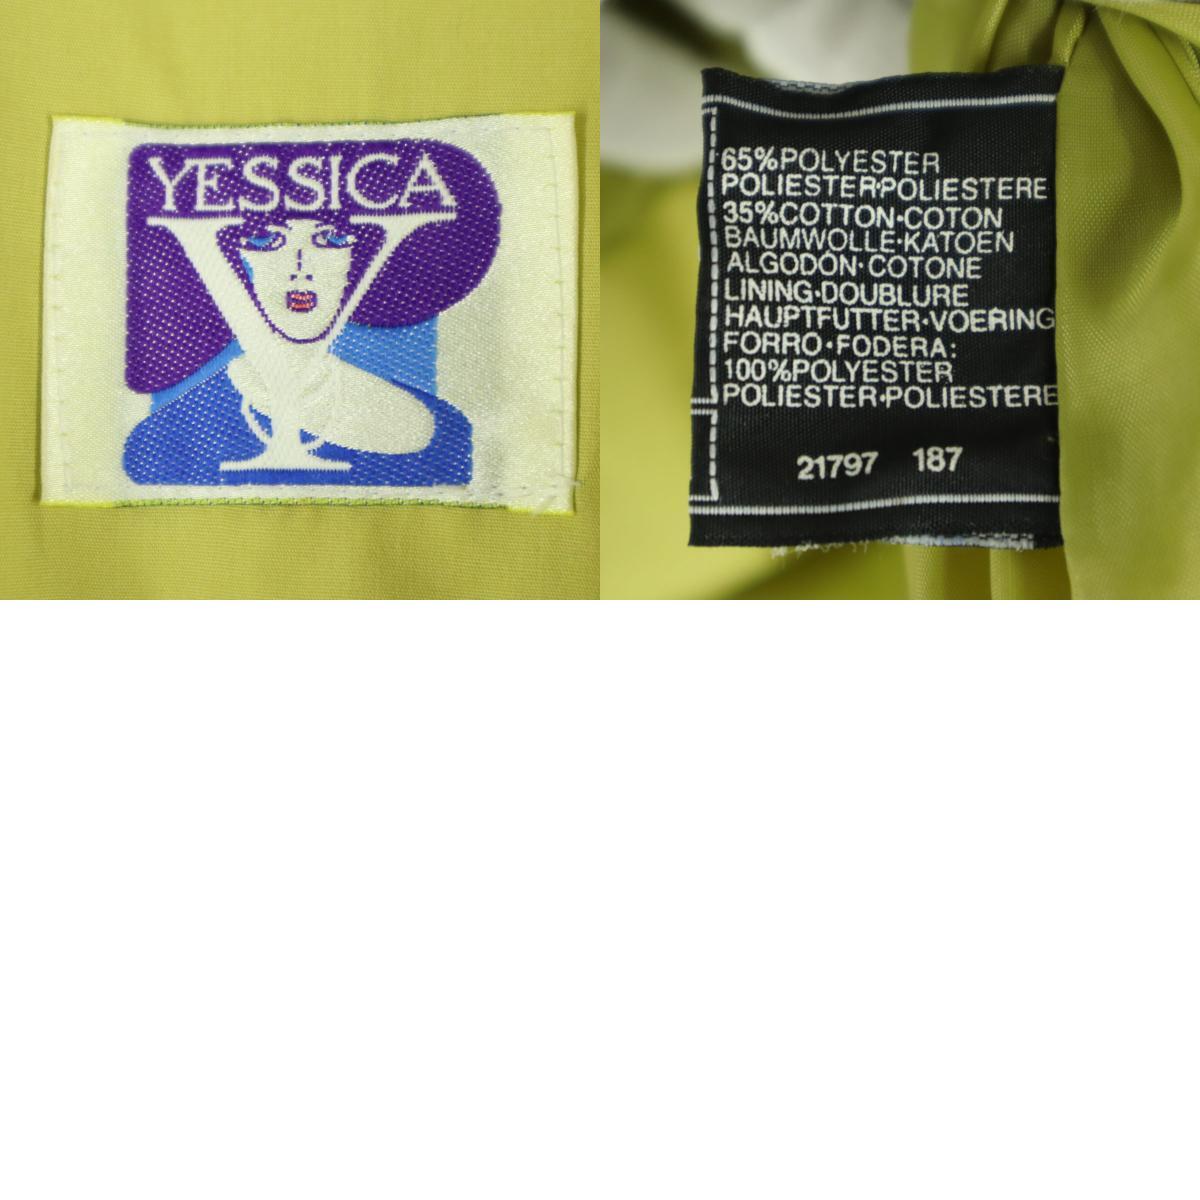 YESSICA
Y
65%POLYESTER
POLIESTER·POLIESTERE
35%COTTON·COTON
BAUMWOLLE·KATOEN
ALGODÓN·COTONE
LINING·DOUBLURE
HAUPTFUTTER·VOERING
FORRO·FODERA:
100%POLYESTER
POLIESTER·POLIESTERE
21797 187